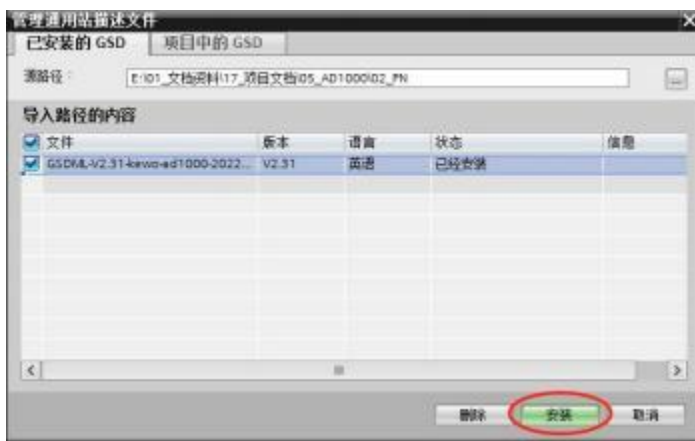 管理通用站描述文件
已安装的 GSD 项目中的 GSD
源路径： E:\01_文档资料\17_项目文档\05_AD1000\02_PN ...
导入路径的内容
文件 版本 语言 状态 信息
GSDML-V2.31-kewo-ad1000-2022... V2.31 英语 已经安装
删除 安装 取消